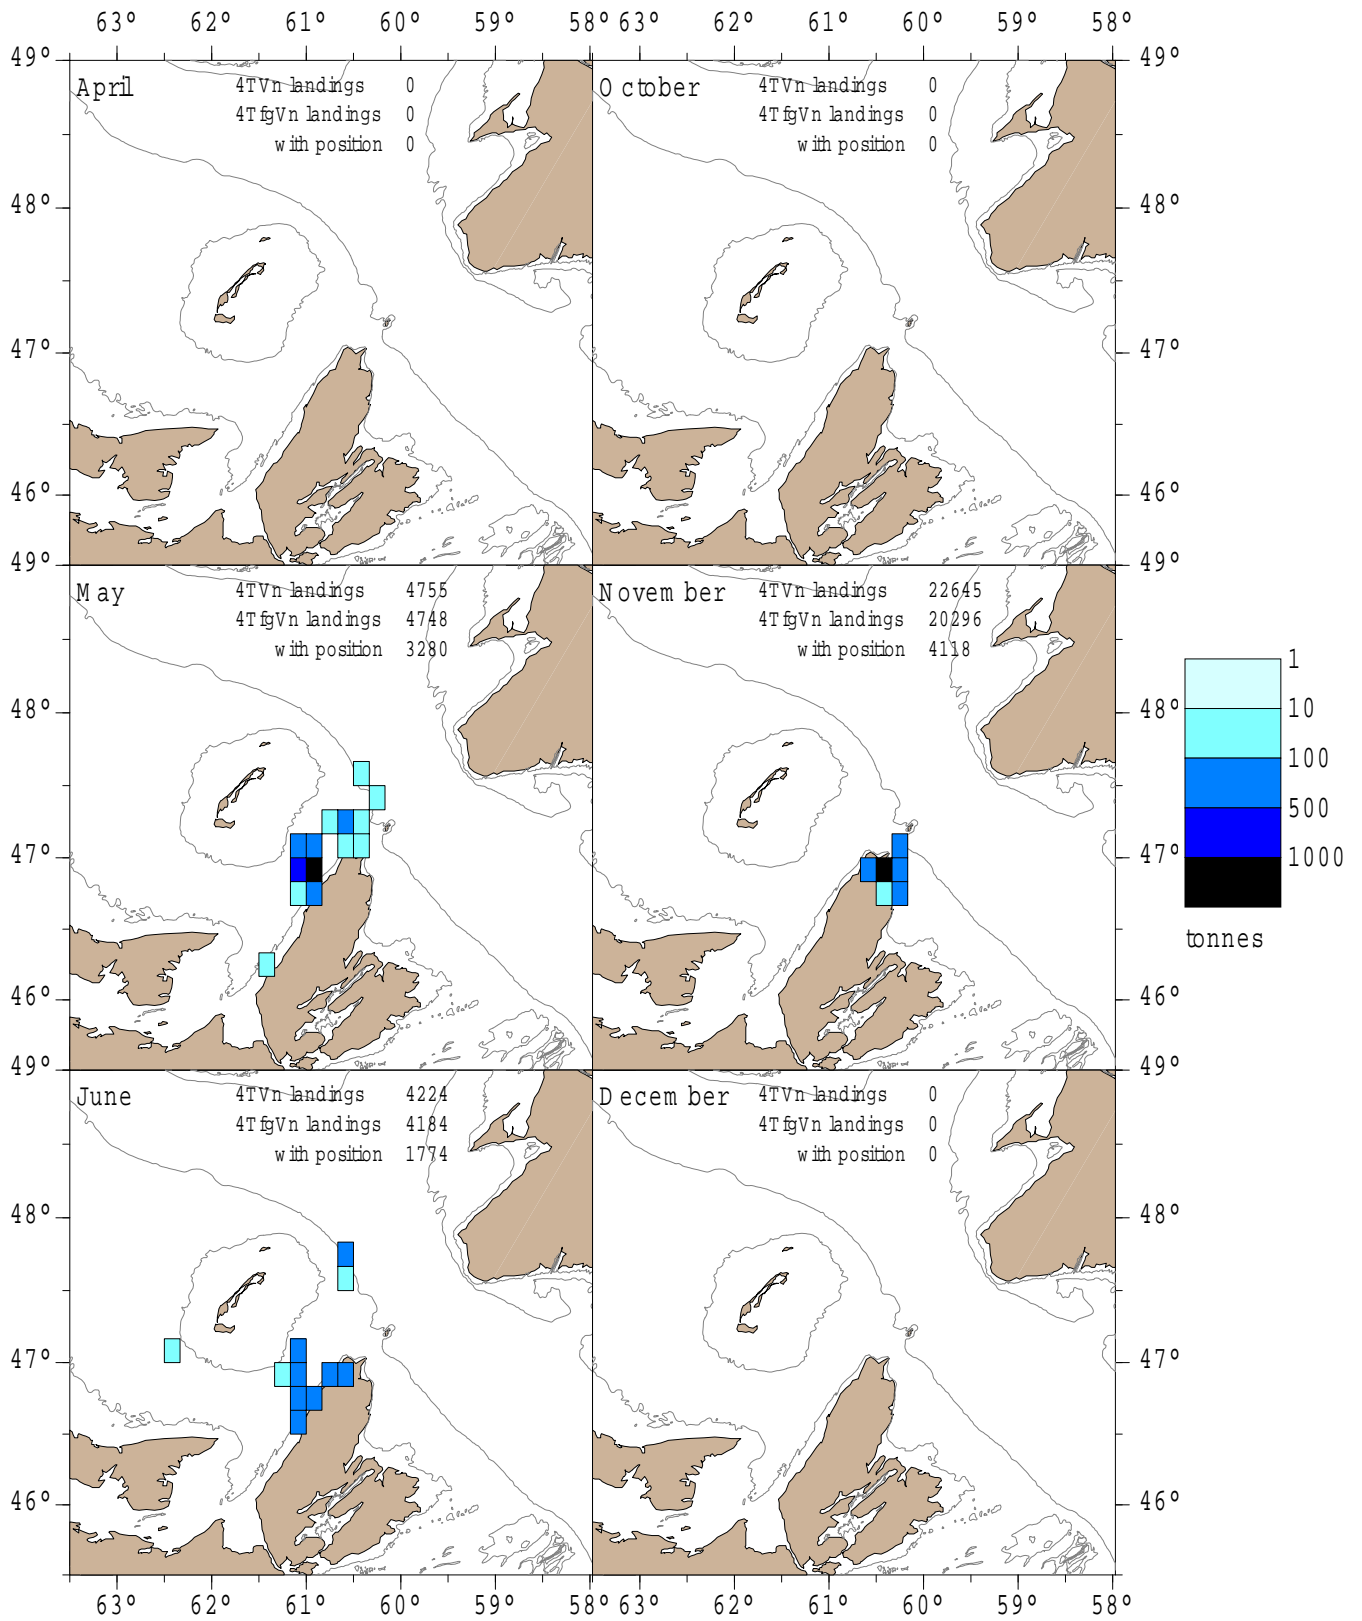 63° 62° 61° 60° 59° 58° 63° 62° 61° 60° 59° 58°
49° 49°
April
4TVn landings 0
4TfgVn landings 0
with position 0
October
4TVn landings 0
4TfgVn landings 0
with position 0
48° 48°
47° 47°
46° 46°
49° 49°
May
4TVn landings 4755
4TfgVn landings 4748
with position 3280
November
4TVn landings 22645
4TfgVn landings 20296
with position 4118
1
10
100
500
1000
tonnes
48° 48°
47° 47°
46° 46°
49° 49°
June
4TVn landings 4224
4TfgVn landings 4184
with position 1774
December
4TVn landings 0
4TfgVn landings 0
with position 0
48° 48°
47° 47°
46° 46°
63° 62° 61° 60° 59° 58° 63° 62° 61° 60° 59° 58°